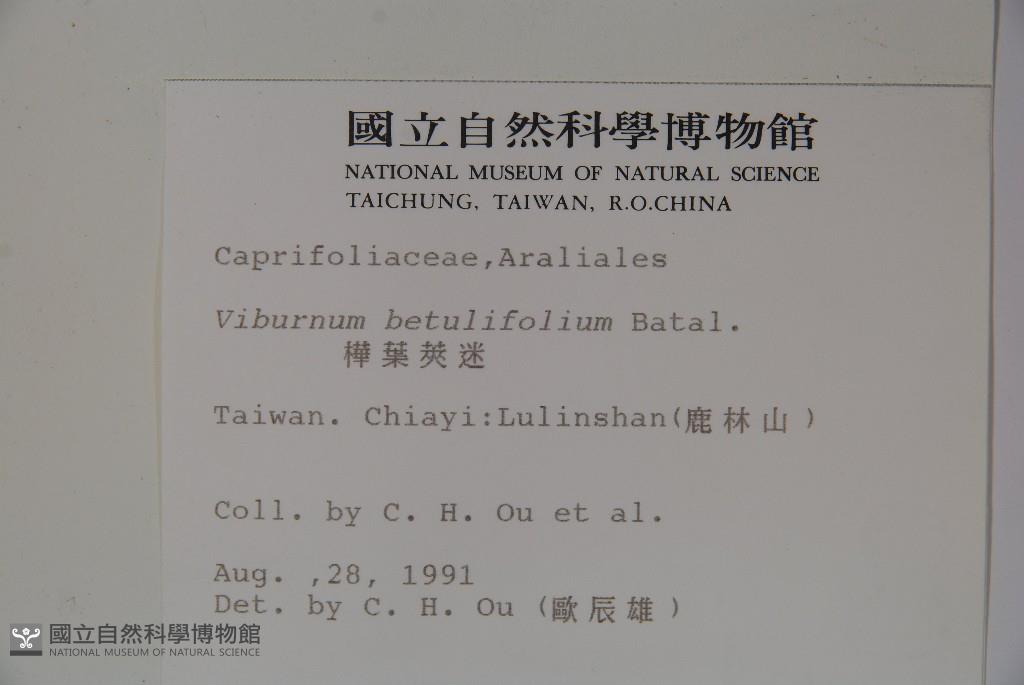 國立自然科學博物館
NATIONAL MUSEUM OF NATURAL SCIENCE
TAICHUNG, TAIWAN, R.O.CHINA
Caprifoliaceae,Araliales
Viburnum betulifolium Batal.
樺葉莢迷
Taiwan. Chiayi:Lulinshan(鹿林山)
Coll. by C. H. Ou et al.
Aug. ,28, 1991
Det. by C. H. Ou (歐辰雄)
國立自然科學博物館
NATIONAL MUSEUM OF NATURAL SCIENCE